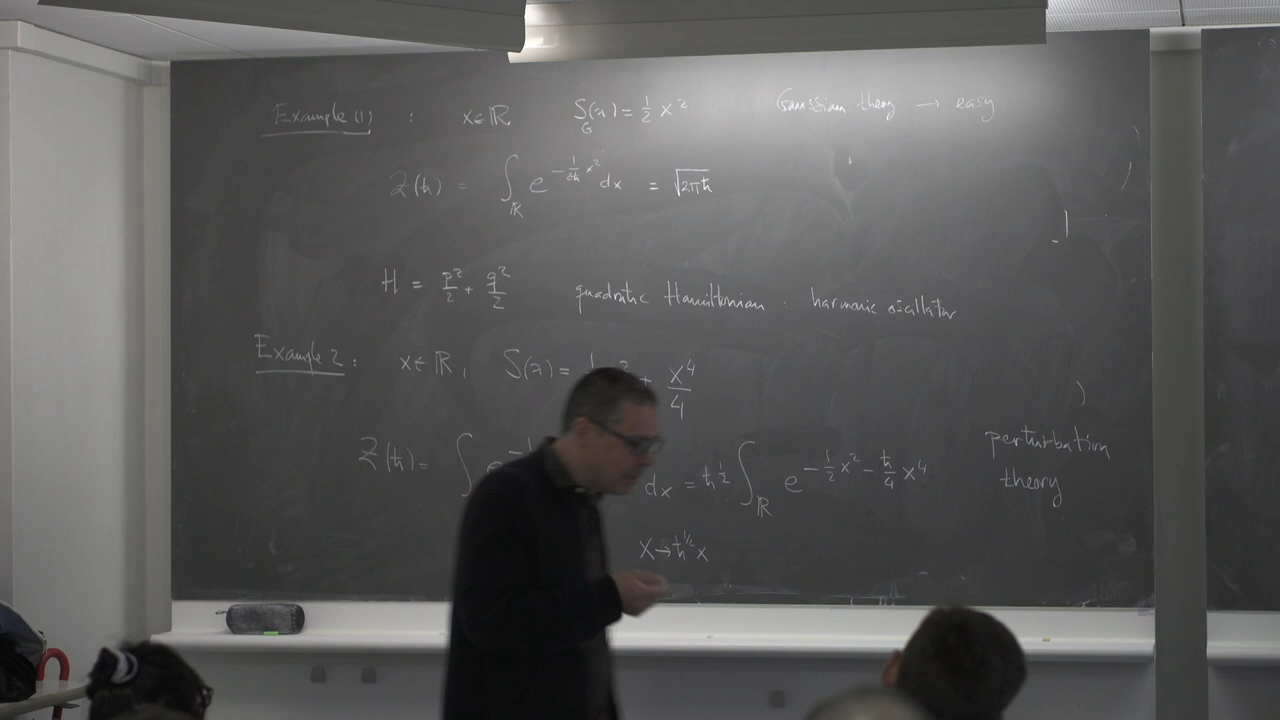 Example (1) : x∈ℝ S_G(x) = 1/2 x² Gaussian theory → easy
Z(ħ) = ∫_ℝ e^{-1/2ħ x²} dx = √2πħ
H = p²/2 + q²/2 quadratic Hamiltonian . harmonic oscillator
Example 2 : x∈ℝ, S(x) = + x⁴/4
Z(ħ) = ∫ e dx = ħ^{1/2} ∫_ℝ e^{-1/2 x² - ħ/4 x⁴} perturbation
theory
x→ħ^{1/2}x